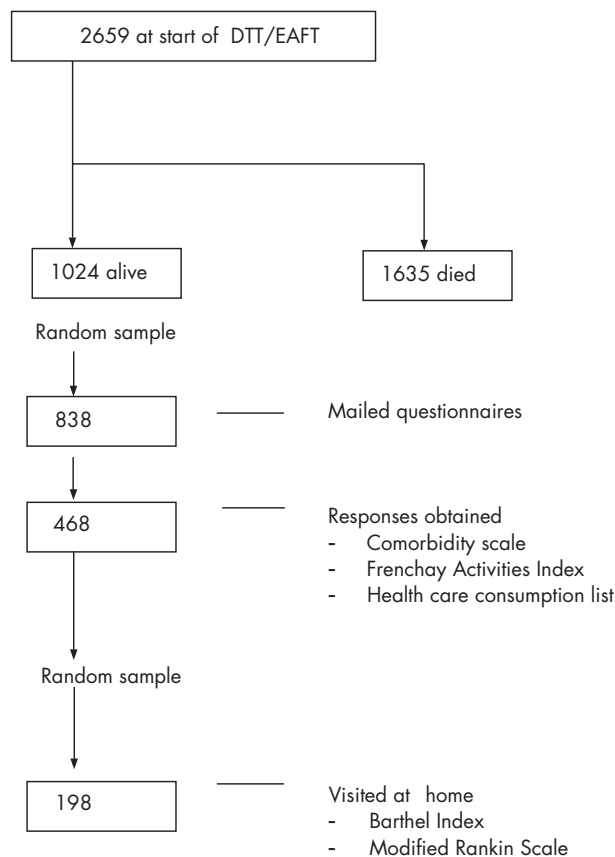 2659 at start of DTT/EAFT
1024 alive
1635 died
Random sample
838
Mailed questionnaires
468
Responses obtained
- Comorbidity scale
- Frenchay Activities Index
- Health care consumption list
Random sample
198
Visited at home
- Barthel Index
- Modified Rankin Scale